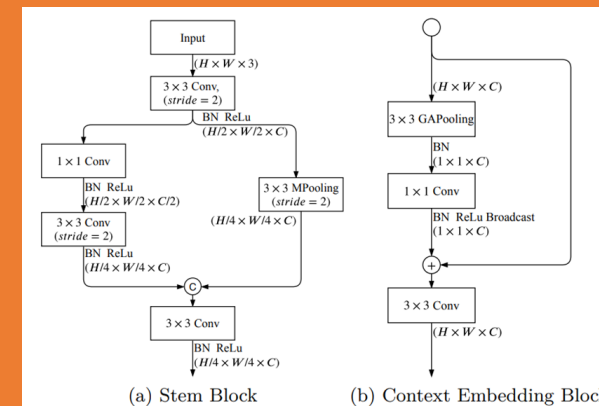 Input
(H × W × 3)
3 × 3 Conv,
(stride = 2)
BN ReLu
(H/2 × W/2 × C)
1 × 1 Conv
BN ReLu
(H/2 × W/2 × C/2)
3 × 3 Conv
(stride = 2)
BN ReLu
(H/4 × W/4 × C)
3 × 3 MPooling
(stride = 2)
(H/4 × W/4 × C)
C
3 × 3 Conv
BN ReLu
(H/4 × W/4 × C)
(a) Stem Block
(H × W × C)
3 × 3 GAPooling
BN
(1 × 1 × C)
1 × 1 Conv
BN ReLu Broadcast
(1 × 1 × C)
+
3 × 3 Conv
(H × W × C)
(b) Context Embedding Bloc